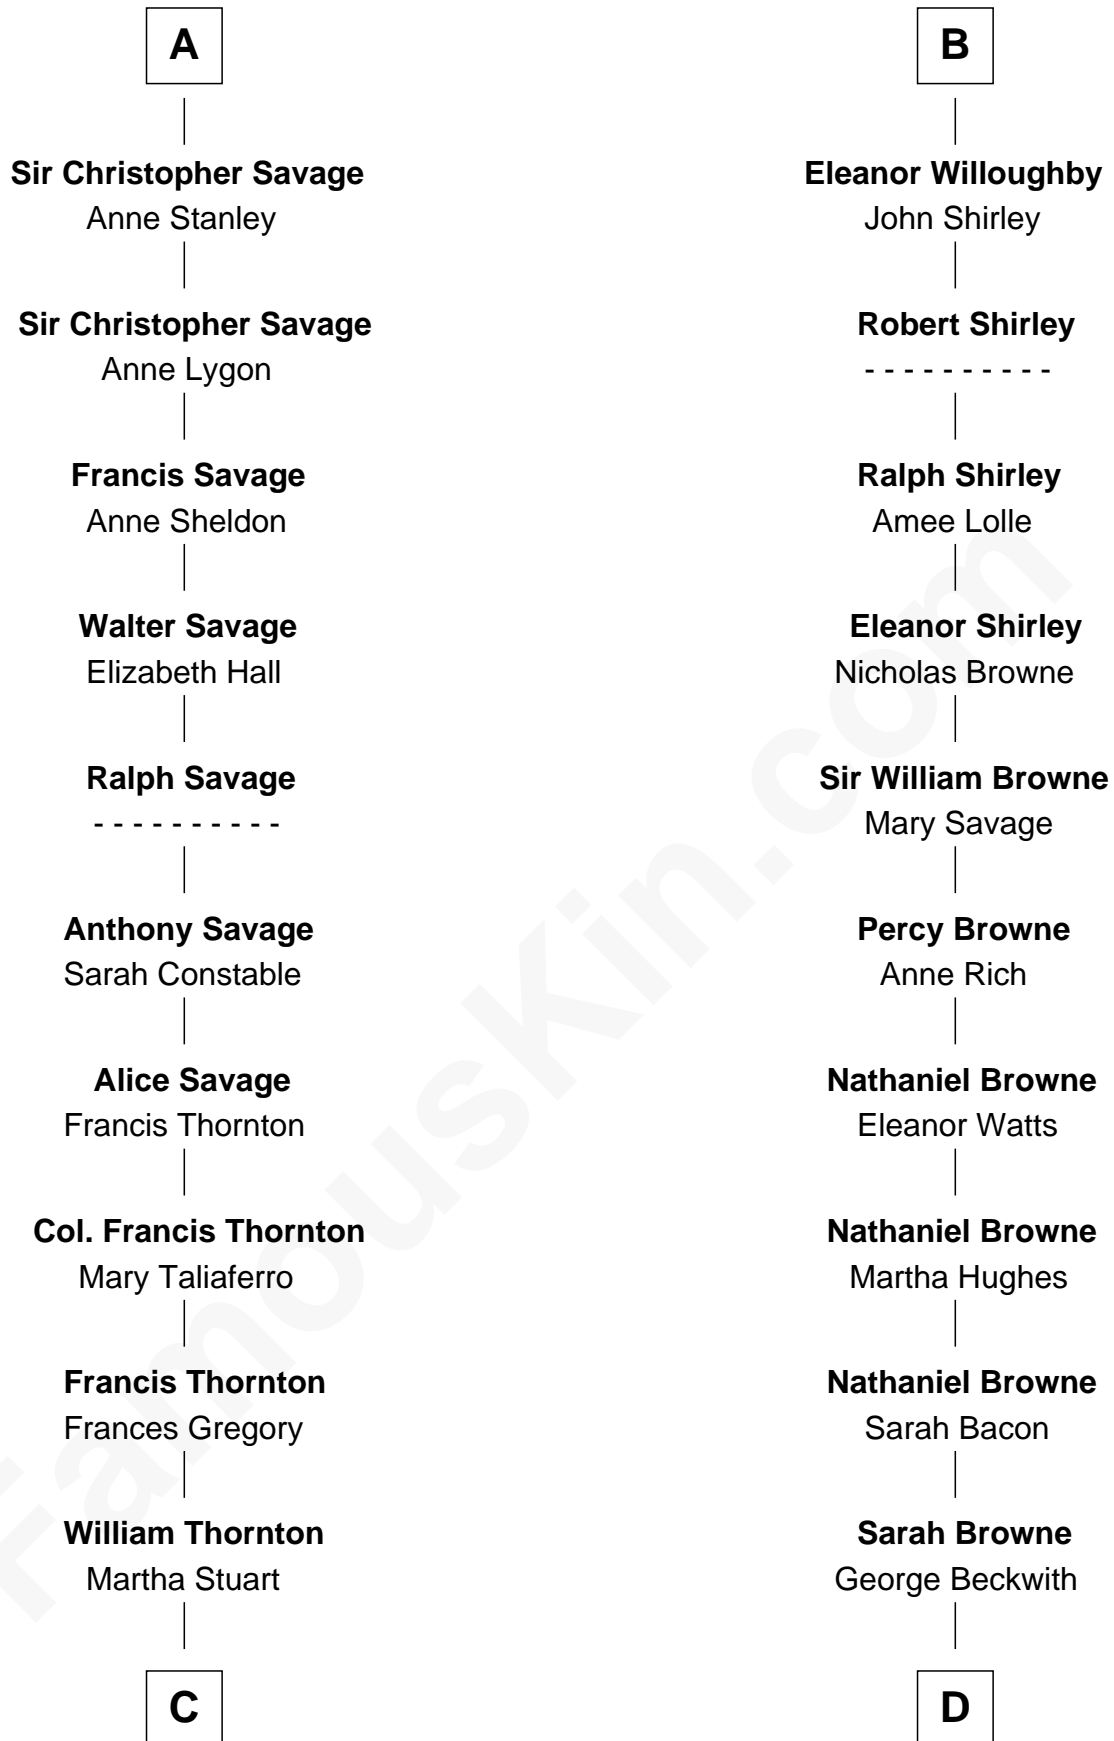 A
Sir Christopher Savage
Anne Stanley
Sir Christopher Savage
Anne Lygon
Francis Savage
Anne Sheldon
Walter Savage
Elizabeth Hall
Ralph Savage
- - - - - - - - - -
Anthony Savage
Sarah Constable
Alice Savage
Francis Thornton
Col. Francis Thornton
Mary Taliaferro
Francis Thornton
Frances Gregory
William Thornton
Martha Stuart
C
B
Eleanor Willoughby
John Shirley
Robert Shirley
- - - - - - - - - -
Ralph Shirley
Amee Lolle
Eleanor Shirley
Nicholas Browne
Sir William Browne
Mary Savage
Percy Browne
Anne Rich
Nathaniel Browne
Eleanor Watts
Nathaniel Browne
Martha Hughes
Nathaniel Browne
Sarah Bacon
Sarah Browne
George Beckwith
D
FamousKin.com